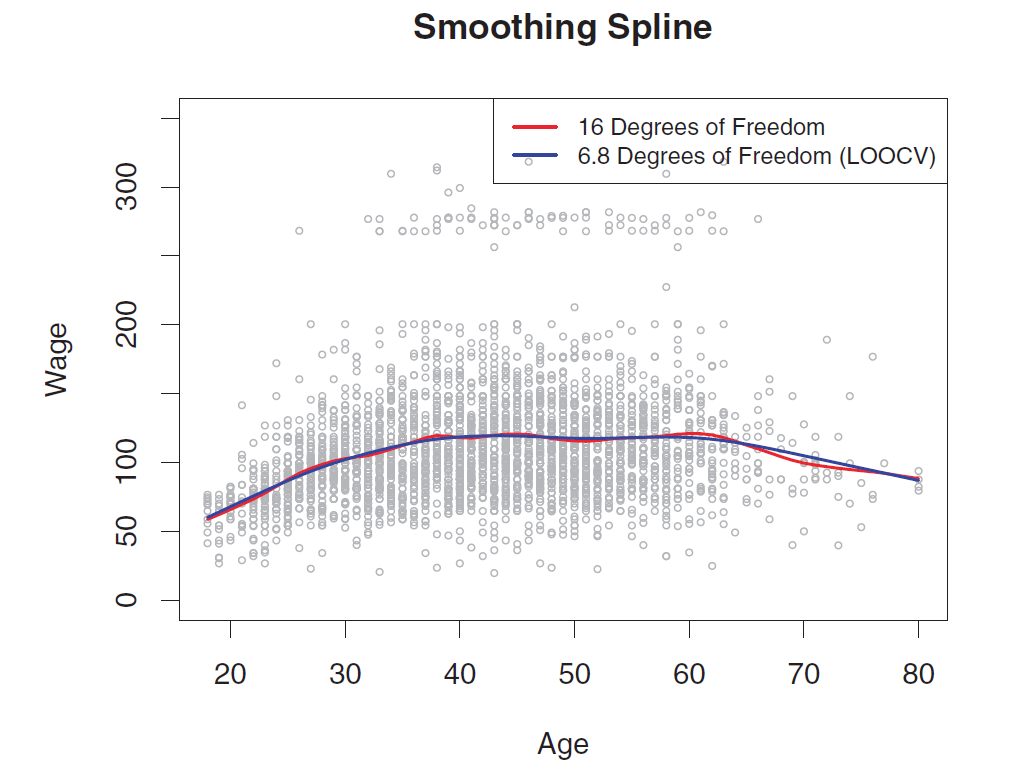 Smoothing Spline
16 Degrees of Freedom
6.8 Degrees of Freedom (LOOCV)
300
200
100
50
0
Wage
20 30 40 50 60 70 80
Age